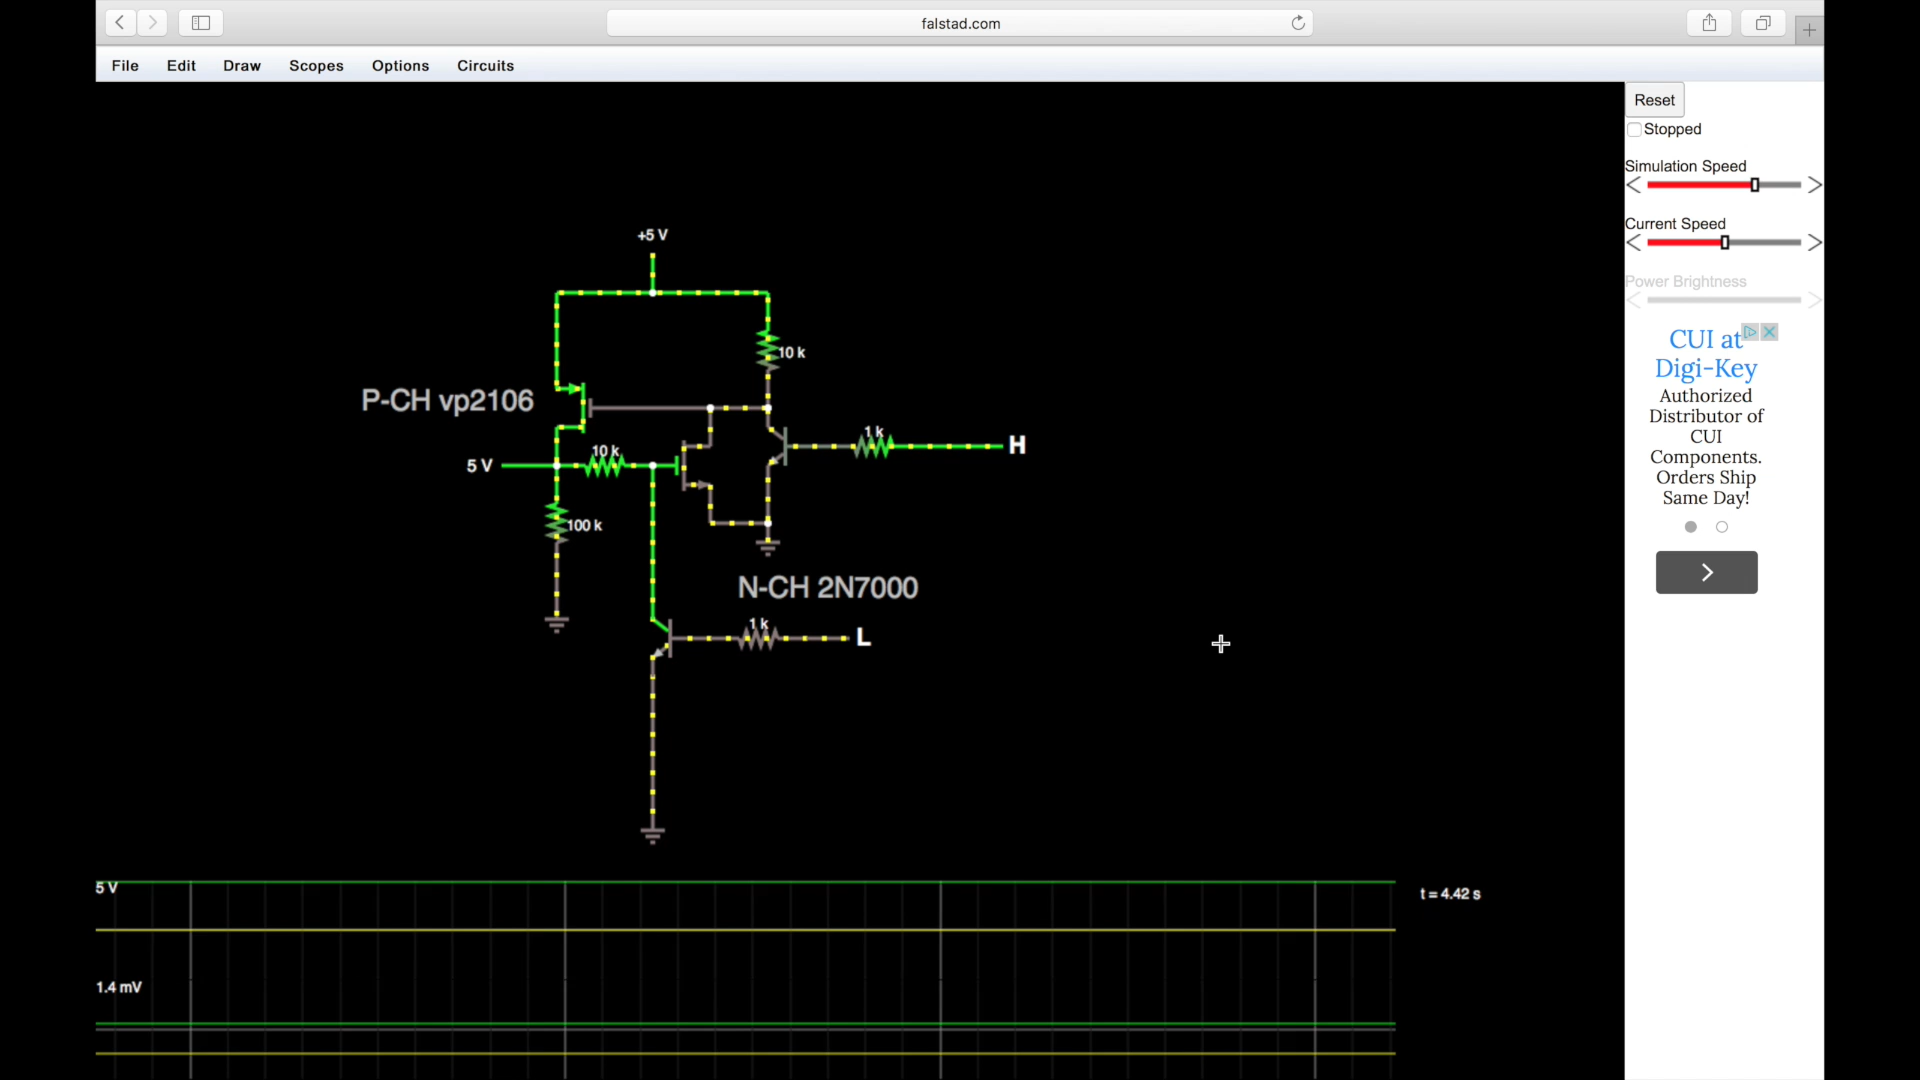 falstad.com
File Edit Draw Scopes Options Circuits
Reset
Stopped
Simulation Speed
Current Speed
Power Brightness
CUI at
Digi-Key
Authorized
Distributor of
CUI
Components.
Orders Ship
Same Day!
+5 V
10 k
P-CH vp2106
1 k
H
10 k
5 V
100 k
N-CH 2N7000
1 k
L
5 V
t = 4.42 s
1.4 mV